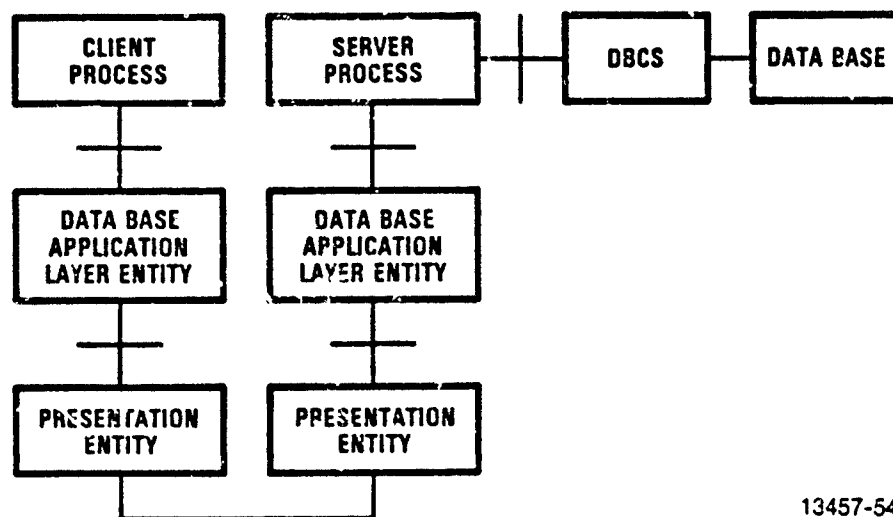 CLIENT
PROCESS
SERVER
PROCESS
DBCS
DATA BASE
DATA BASE
APPLICATION
LAYER ENTITY
DATA BASE
APPLICATION
LAYER ENTITY
PRESENTATION
ENTITY
PRESENTATION
ENTITY
13457-54